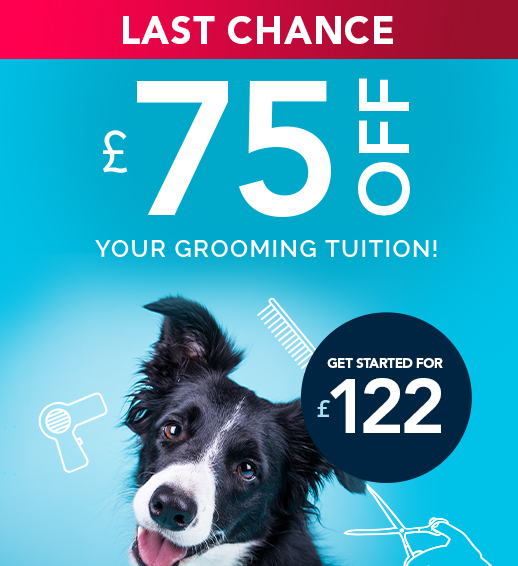 LAST CHANCE
£75 OFF
YOUR GROOMING TUITION!
GET STARTED FOR
£122